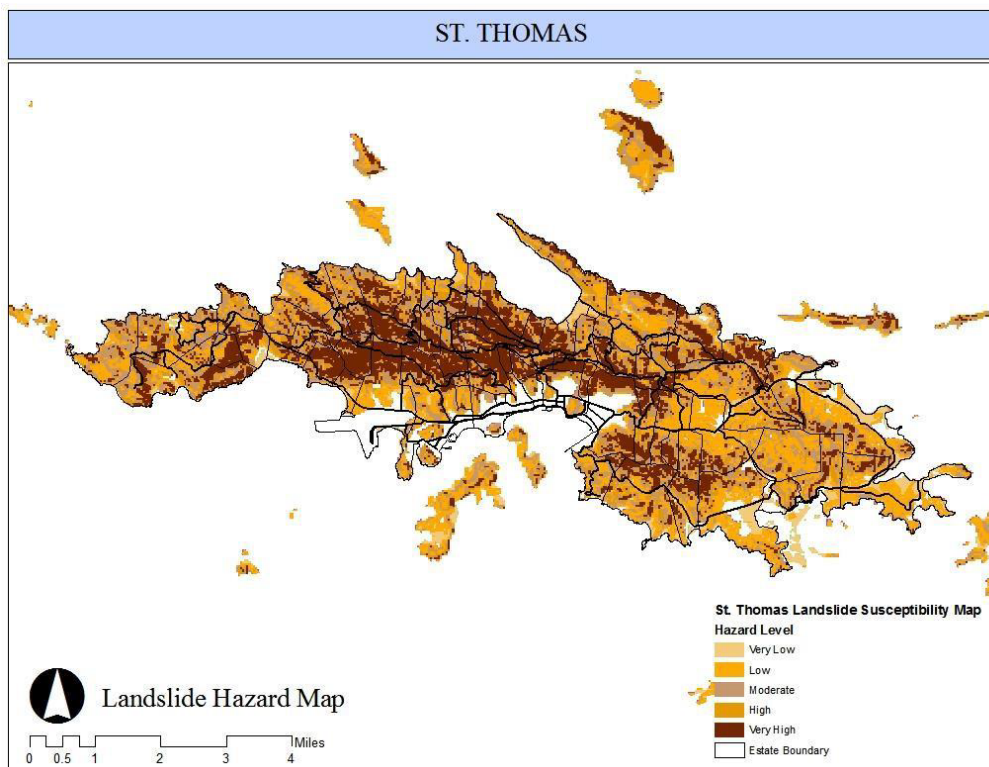 ST. THOMAS
St. Thomas Landslide Susceptibility Map
Hazard Level
Very Low
Low
Moderate
High
Very High
Estate Boundary
Landslide Hazard Map
Miles
0 0.5 1 2 3 4